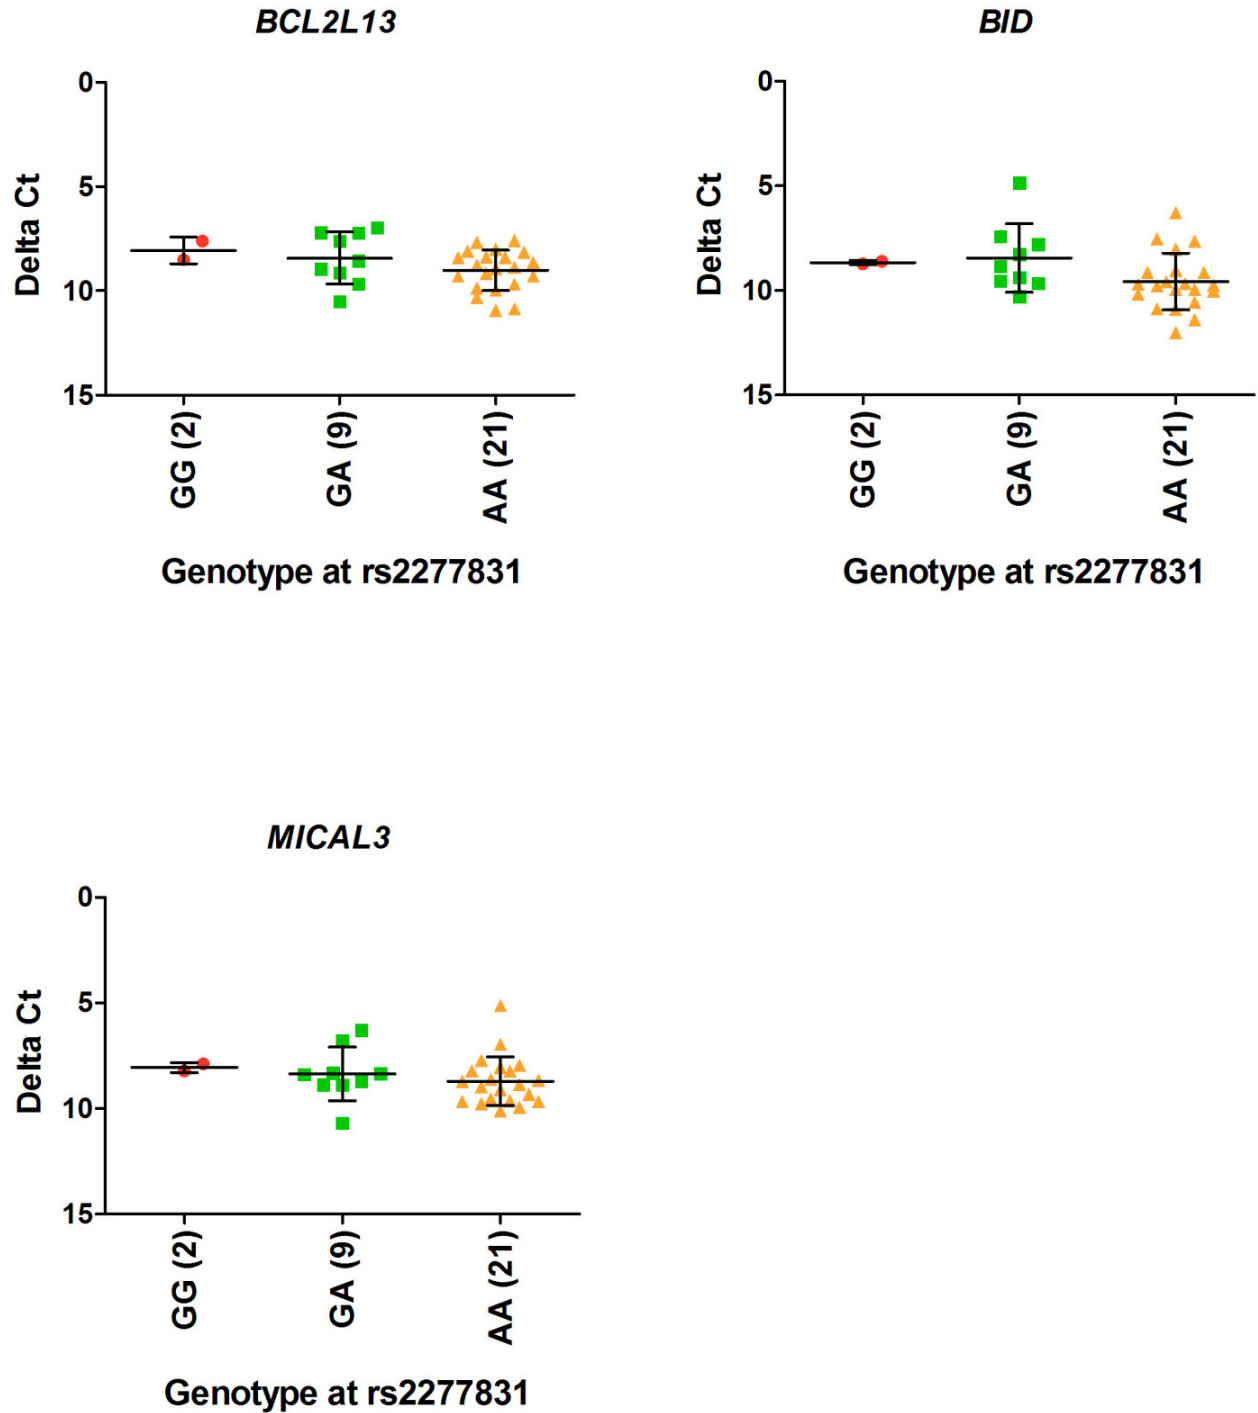 BCL2L13
0
5
10
15
Delta Ct
GG (2)
GA (9)
AA (21)
Genotype at rs2277831
BID
0
5
10
15
Delta Ct
GG (2)
GA (9)
AA (21)
Genotype at rs2277831
MICAL3
0
5
10
15
Delta Ct
GG (2)
GA (9)
AA (21)
Genotype at rs2277831